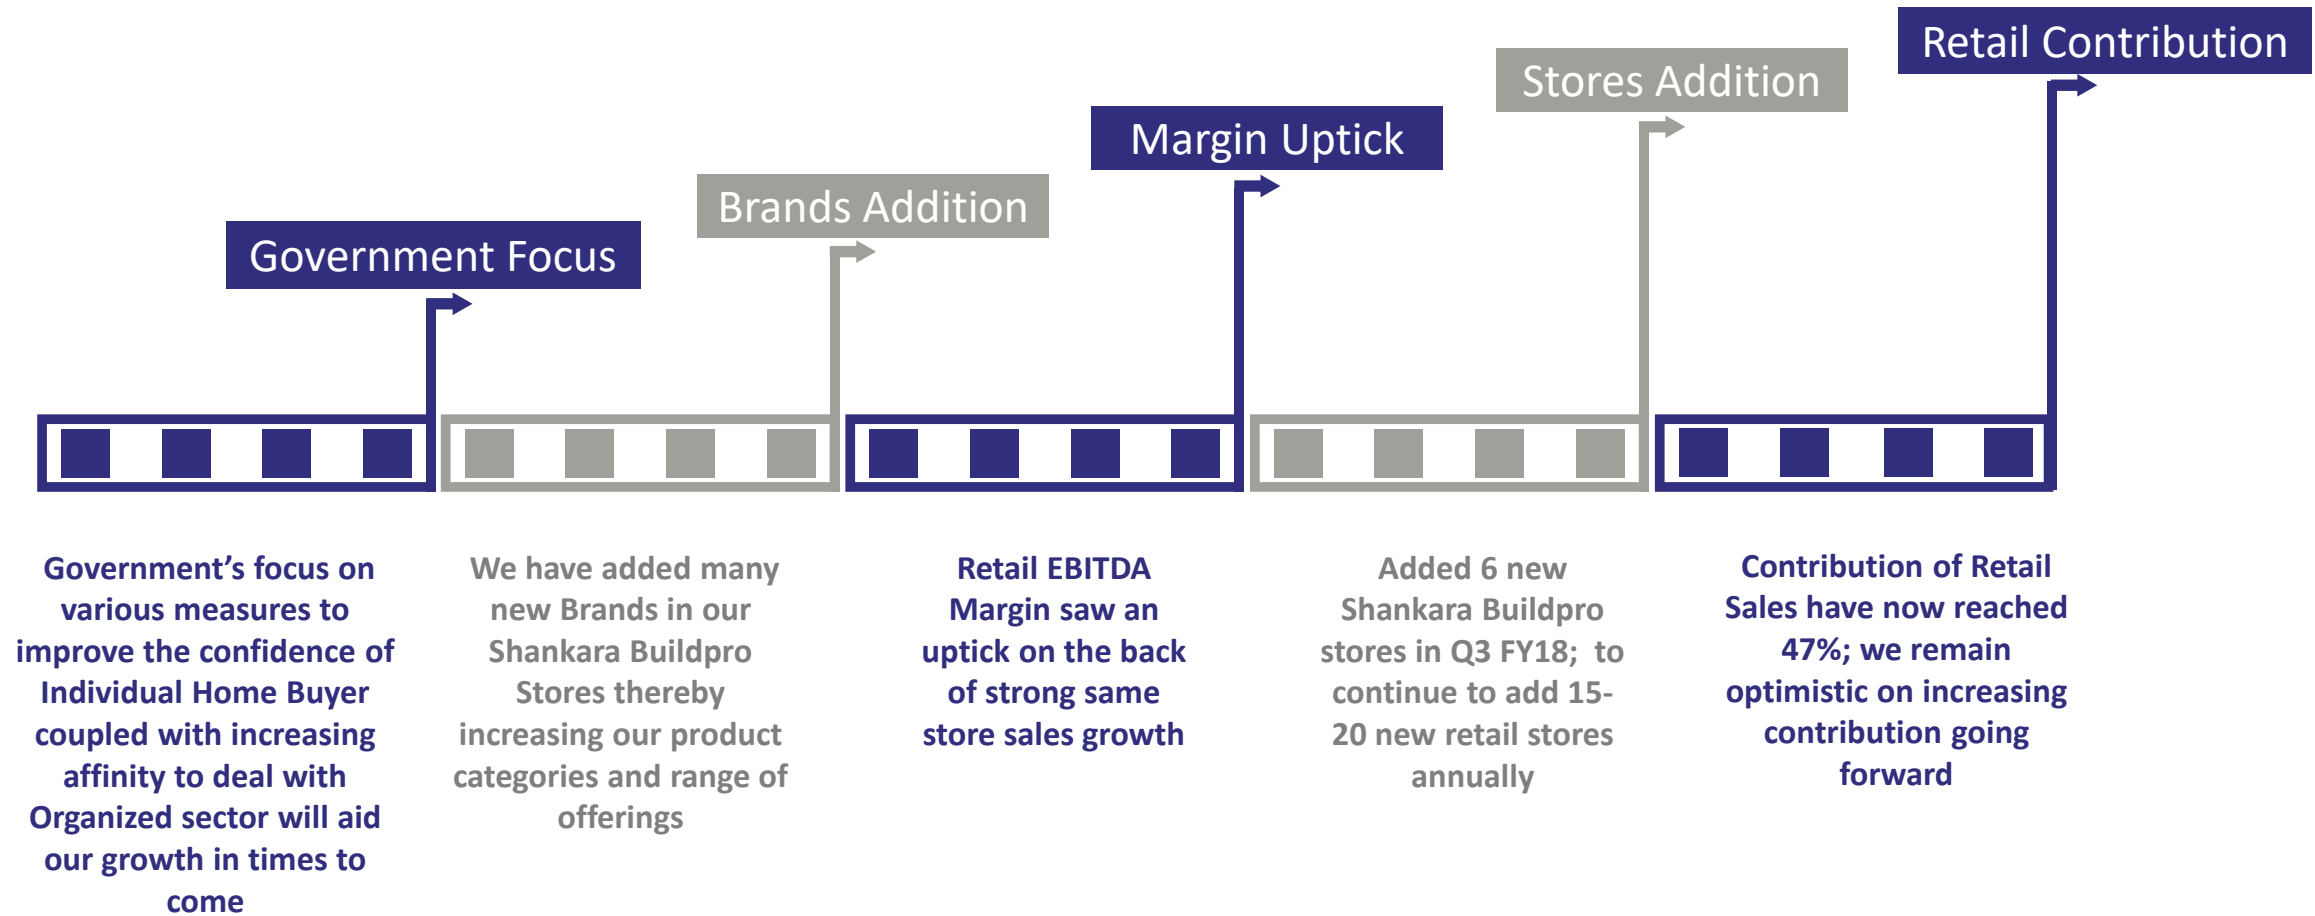 Retail Contribution
Stores Addition
Margin Uptick
Brands Addition
Government Focus
Government’s focus on
various measures to
improve the confidence of
Individual Home Buyer
coupled with increasing
affinity to deal with
Organized sector will aid
our growth in times to
come
We have added many
new Brands in our
Shankara Buildpro
Stores thereby
increasing our product
categories and range of
offerings
Retail EBITDA
Margin saw an
uptick on the back
of strong same
store sales growth
Added 6 new
Shankara Buildpro
stores in Q3 FY18;  to
continue to add 15-
20 new retail stores
annually
Contribution of Retail
Sales have now reached
47%; we remain
optimistic on increasing
contribution going
forward